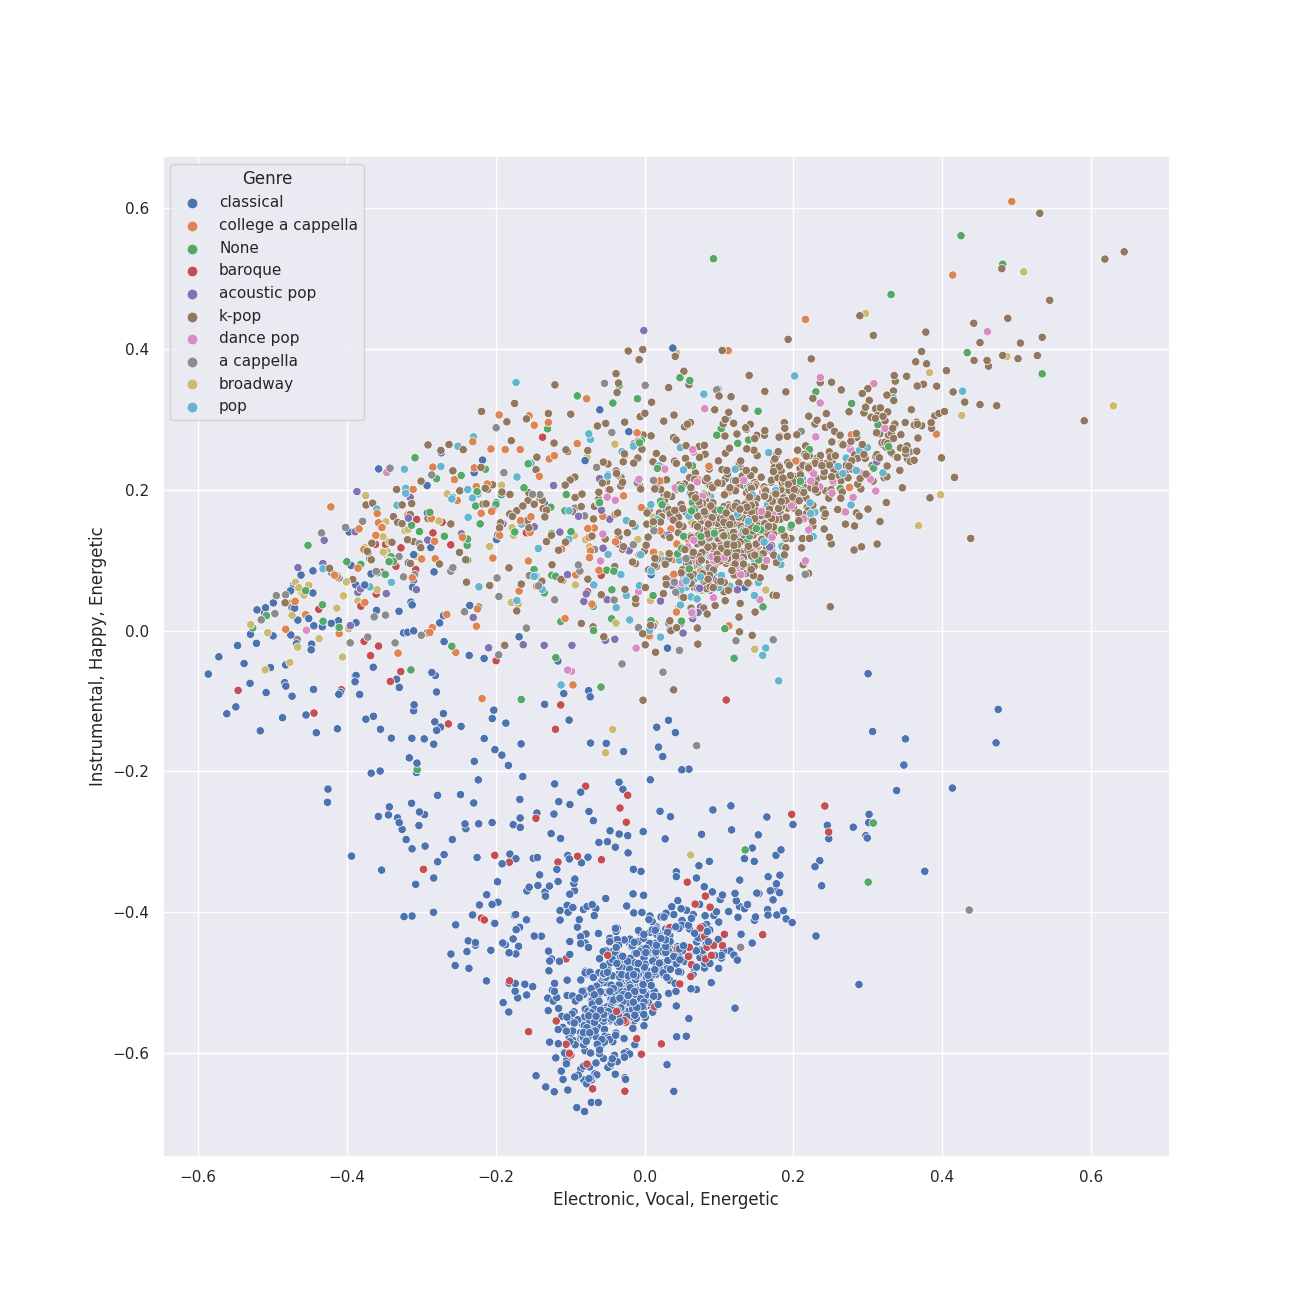 Genre
classical
college a cappella
None
baroque
acoustic pop
k-pop
dance pop
a cappella
broadway
pop
0.6
0.4
0.2
0.0
−0.2
−0.4
−0.6
Instrumental, Happy, Energetic
−0.6 −0.4 −0.2 0.0 0.2 0.4 0.6
Electronic, Vocal, Energetic